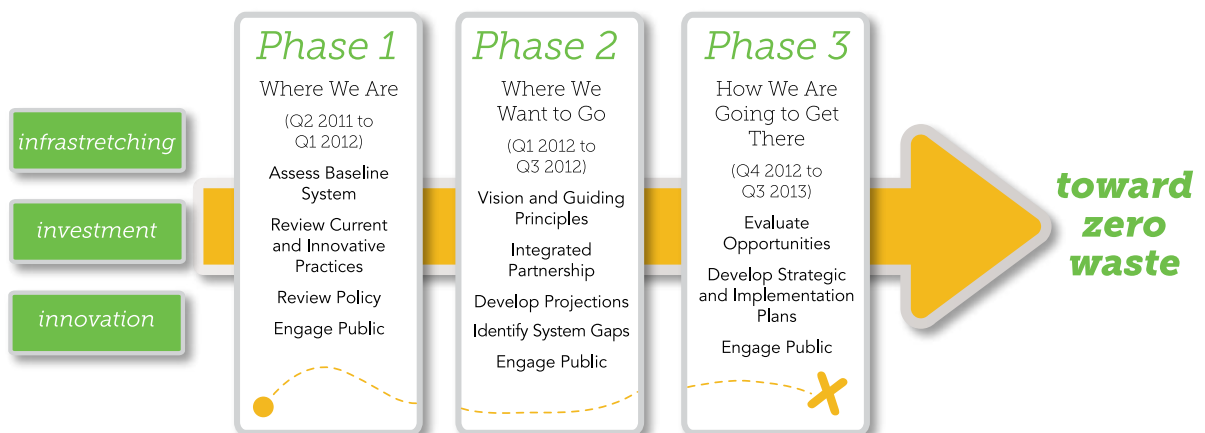 infrastretching
investment
innovation
Phase 1
Where We Are
(Q2 2011 to
Q1 2012)
Assess Baseline
System
Review Current
and Innovative
Practices
Review Policy
Engage Public
Phase 2
Where We
Want to Go
(Q1 2012 to
Q3 2012)
Vision and Guiding
Principles
Integrated
Partnership
Develop Projections
Identify System Gaps
Engage Public
Phase 3
How We Are
Going to Get
There
(Q4 2012 to
Q3 2013)
Evaluate
Opportunities
Develop Strategic
and Implementation
Plans
Engage Public
toward
zero
waste